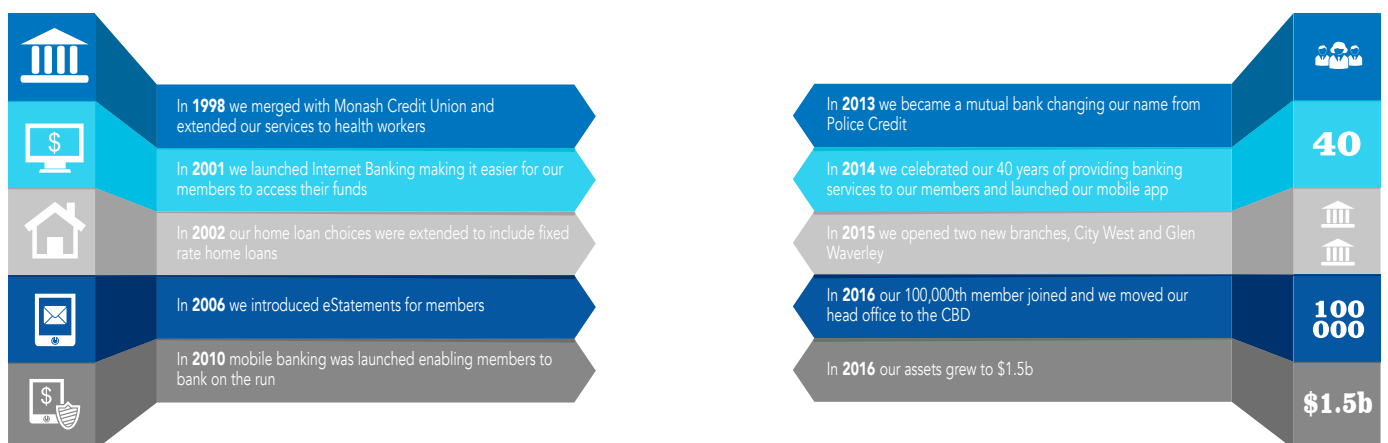 In 1998 we merged with Monash Credit Union and
extended our services to health workers
$
In 2001 we launched Internet Banking making it easier for our
members to access their funds
In 2002 our home loan choices were extended to include fixed
rate home loans
In 2006 we introduced eStatements for members
In 2010 mobile banking was launched enabling members to
bank on the run
$
In 2013 we became a mutual bank changing our name from
Police Credit
In 2014 we celebrated our 40 years of providing banking
services to our members and launched our mobile app
40
In 2015 we opened two new branches, City West and Glen
Waverley
In 2016 our 100,000th member joined and we moved our
head office to the CBD
100
000
In 2016 our assets grew to $1.5b
$1.5b